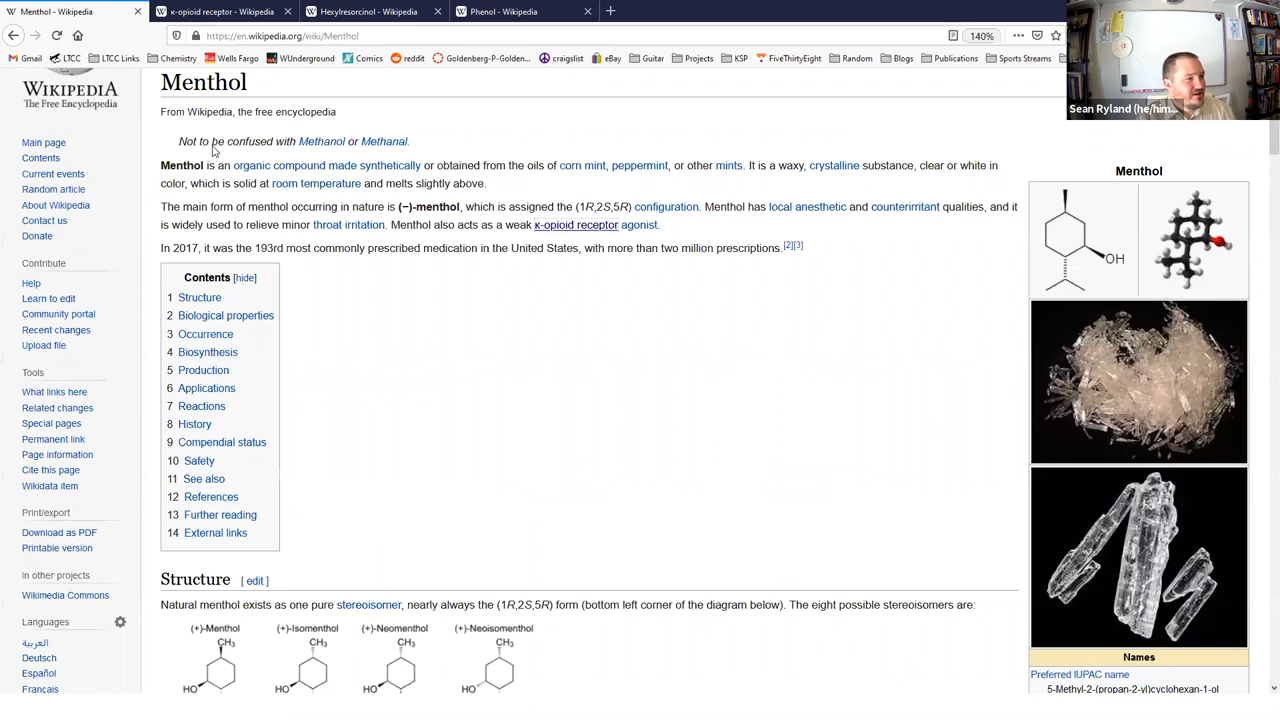 Menthol - Wikipedia
κ-opioid receptor - Wikipedia
Hexylresorcinol - Wikipedia
Phenol - Wikipedia
https://en.wikipedia.org/wiki/Menthol
140%
Gmail
LTCC
LTCC Links
Chemistry
Wells Fargo
WUnderground
Comics
reddit
Goldenberg-P-Golden...
craigslist
eBay
Guitar
Projects
KSP
FiveThirtyEight
Random
Blogs
Publications
Sports Streams
Sean Ryland (he/him...
WIKIPEDIA
The Free Encyclopedia
Main page
Contents
Current events
Random article
About Wikipedia
Contact us
Donate
Contribute
Help
Learn to edit
Community portal
Recent changes
Upload file
Tools
What links here
Related changes
Special pages
Permanent link
Page information
Cite this page
Wikidata item
Print/export
Download as PDF
Printable version
In other projects
Wikimedia Commons
Languages
العربية
Deutsch
Español
Français
Menthol
From Wikipedia, the free encyclopedia
Not to be confused with Methanol or Methanal.
Menthol is an organic compound made synthetically or obtained from the oils of corn mint, peppermint, or other mints. It is a waxy, crystalline substance, clear or white in
color, which is solid at room temperature and melts slightly above.
The main form of menthol occurring in nature is (−)-menthol, which is assigned the (1R,2S,5R) configuration. Menthol has local anesthetic and counterirritant qualities, and it
is widely used to relieve minor throat irritation. Menthol also acts as a weak κ-opioid receptor agonist.
In 2017, it was the 193rd most commonly prescribed medication in the United States, with more than two million prescriptions.[2][3]
Contents [hide]
1 Structure
2 Biological properties
3 Occurrence
4 Biosynthesis
5 Production
6 Applications
7 Reactions
8 History
9 Compendial status
10 Safety
11 See also
12 References
13 Further reading
14 External links
Structure [ edit ]
Natural menthol exists as one pure stereoisomer, nearly always the (1R,2S,5R) form (bottom left corner of the diagram below). The eight possible stereoisomers are:
(+)-Menthol
(+)-Isomenthol
(+)-Neomenthol
(+)-Neoisomenthol
CH3
CH3
CH3
CH3
HO
HO
HO
HO
Menthol
OH
Names
Preferred IUPAC name
5-Methyl-2-(propan-2-yl)cyclohexan-1-ol